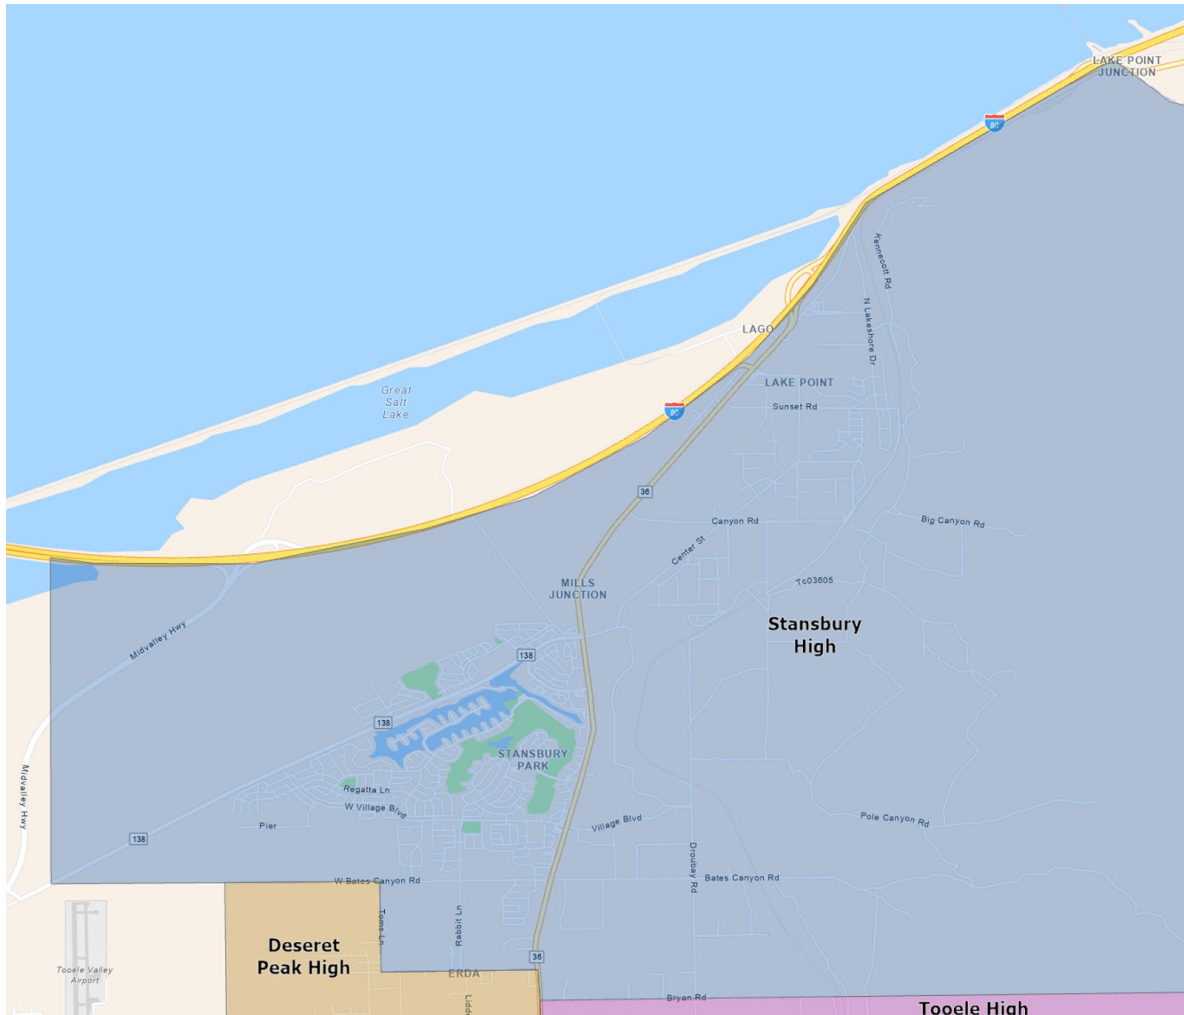 LAKE POINT
JUNCTION
80
Kennecott Rd
N Lakeshore Dr
LAGO
LAKE POINT
Great
Salt
Lake
80
Sunset Rd
36
Canyon Rd
Big Canyon Rd
Center St
MILLS
JUNCTION
Tc03605
Stansbury
High
Midvalley Hwy
138
138
STANSBURY
PARK
Midvalley Hwy
Regatta Ln
W Village Blvd
Pier
Village Blvd
Pole Canyon Rd
138
Droubay Rd
W Bates Canyon Rd
Bates Canyon Rd
Toms Ln
Rabbit Ln
Deseret
Peak High
36
Tooele Valley
Airport
ERDA
Bryan Rd
Tooele High